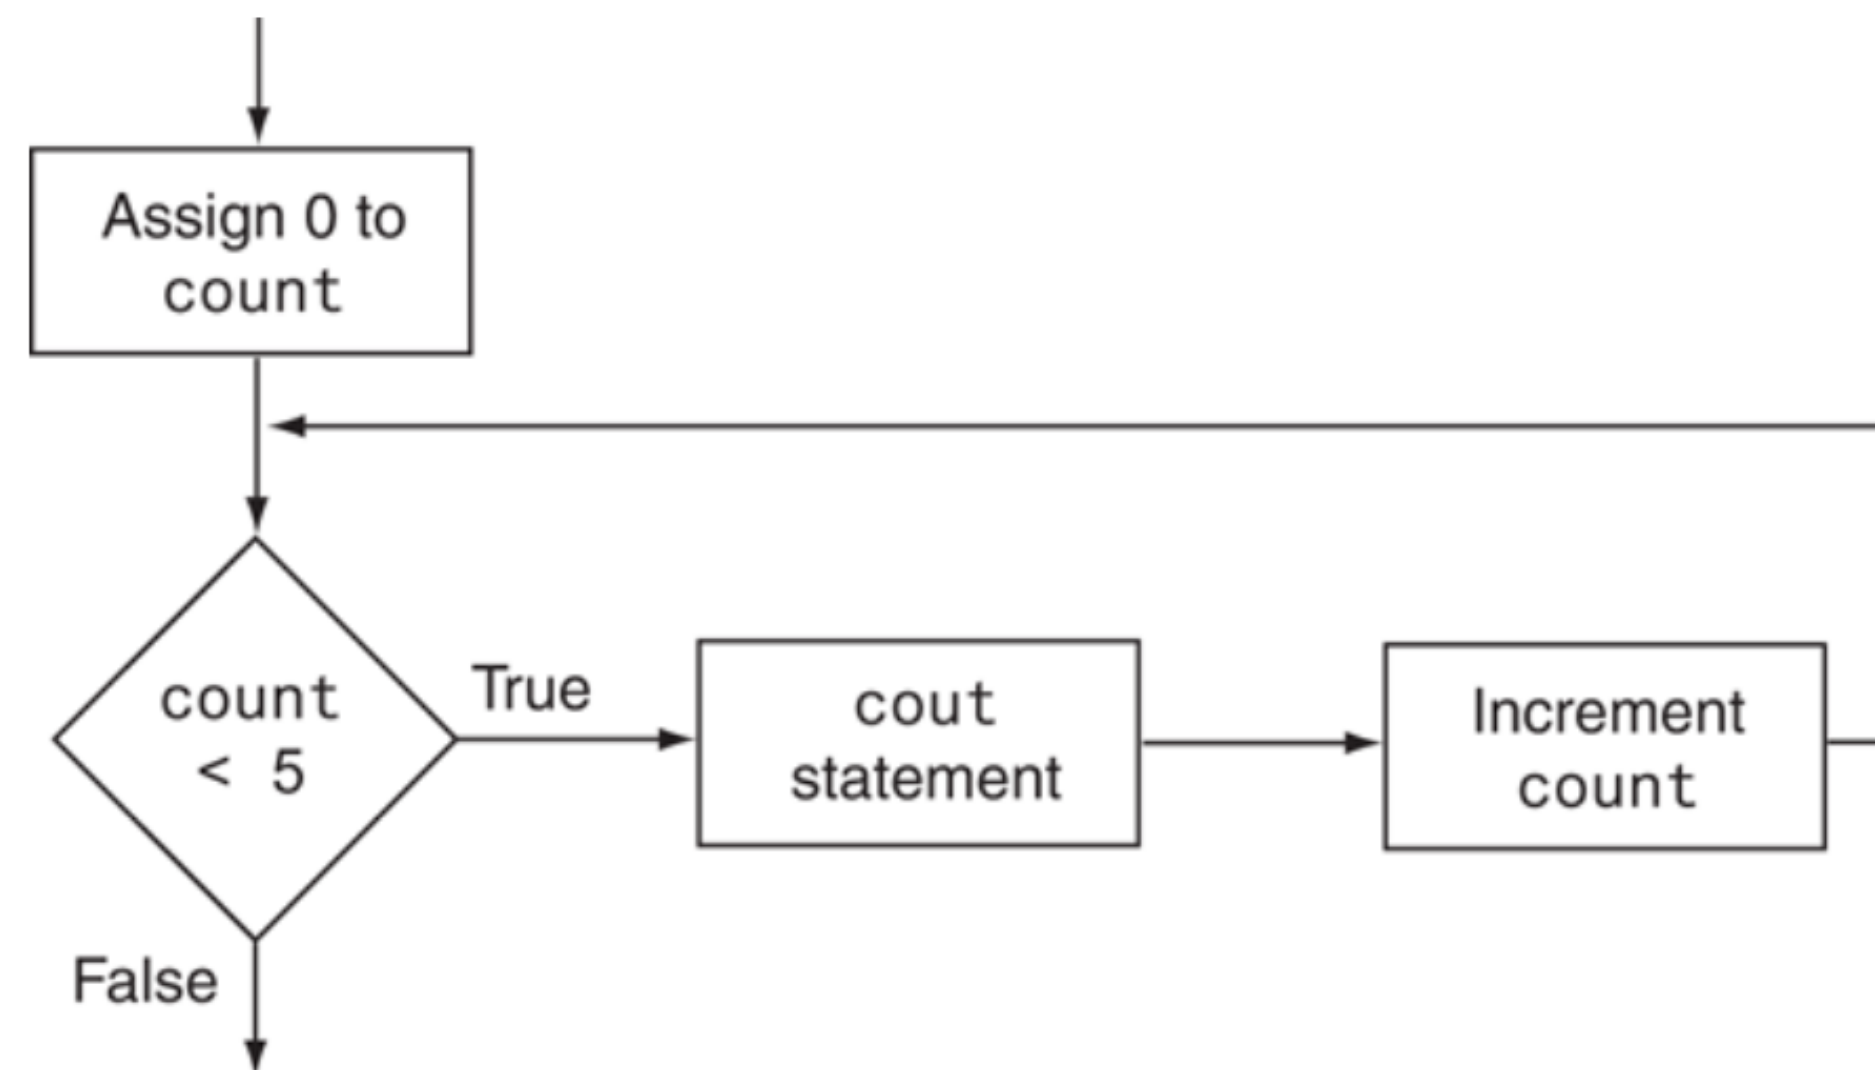 Assign 0 to
count
count
< 5
True
cout
statement
Increment
count
False